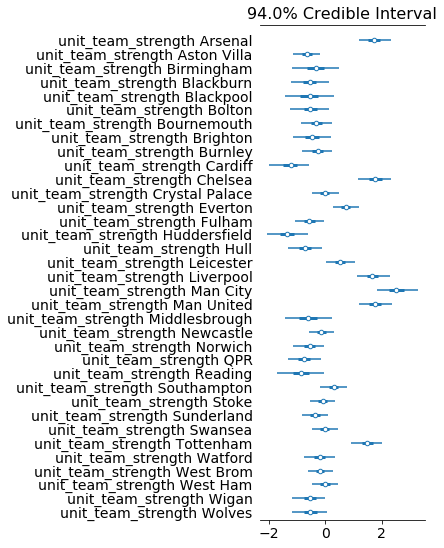 94.0% Credible Interval
unit_team_strength Arsenal
unit_team_strength Aston Villa
unit_team_strength Birmingham
unit_team_strength Blackburn
unit_team_strength Blackpool
unit_team_strength Bolton
unit_team_strength Bournemouth
unit_team_strength Brighton
unit_team_strength Burnley
unit_team_strength Cardiff
unit_team_strength Chelsea
unit_team_strength Crystal Palace
unit_team_strength Everton
unit_team_strength Fulham
unit_team_strength Huddersfield
unit_team_strength Hull
unit_team_strength Leicester
unit_team_strength Liverpool
unit_team_strength Man City
unit_team_strength Man United
unit_team_strength Middlesbrough
unit_team_strength Newcastle
unit_team_strength Norwich
unit_team_strength QPR
unit_team_strength Reading
unit_team_strength Southampton
unit_team_strength Stoke
unit_team_strength Sunderland
unit_team_strength Swansea
unit_team_strength Tottenham
unit_team_strength Watford
unit_team_strength West Brom
unit_team_strength West Ham
unit_team_strength Wigan
unit_team_strength Wolves
−2 0 2